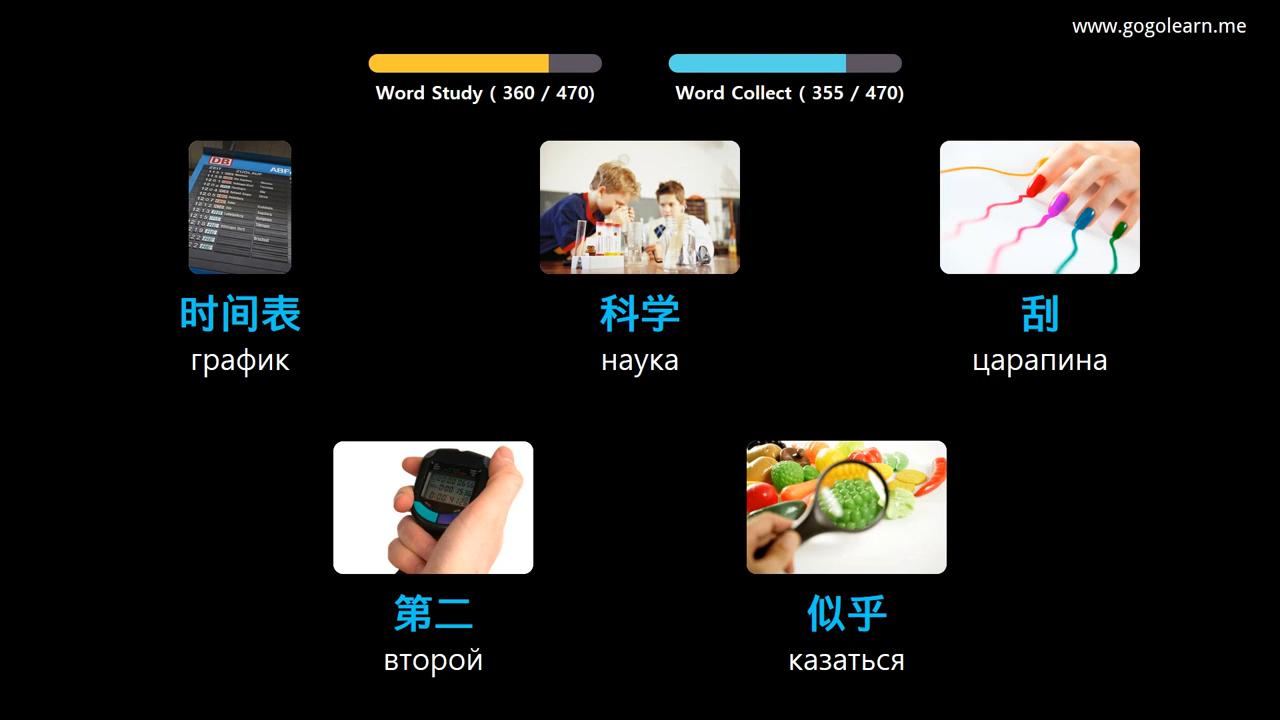 www.gogolearn.me
Word Study ( 360 / 470)
Word Collect ( 355 / 470)
DB
时间表
график
科学
наука
刮
царапина
第二
второй
似乎
казаться